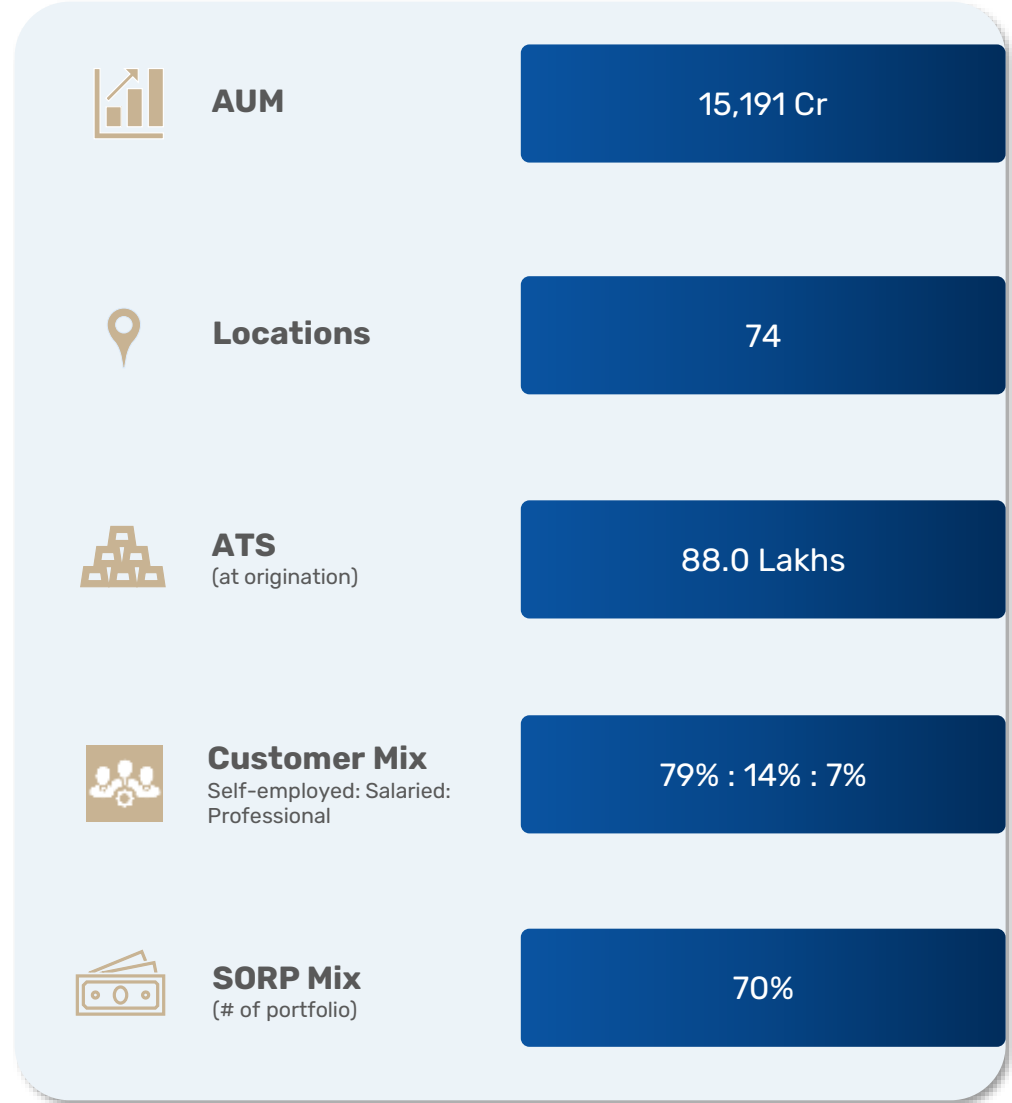 AUM
15,191 Cr
Locations
74
ATS
(at origination)
88.0 Lakhs
Customer Mix
Self-employed: Salaried:
Professional
79% : 14% : 7%
SORP Mix
(# of portfolio)
70%